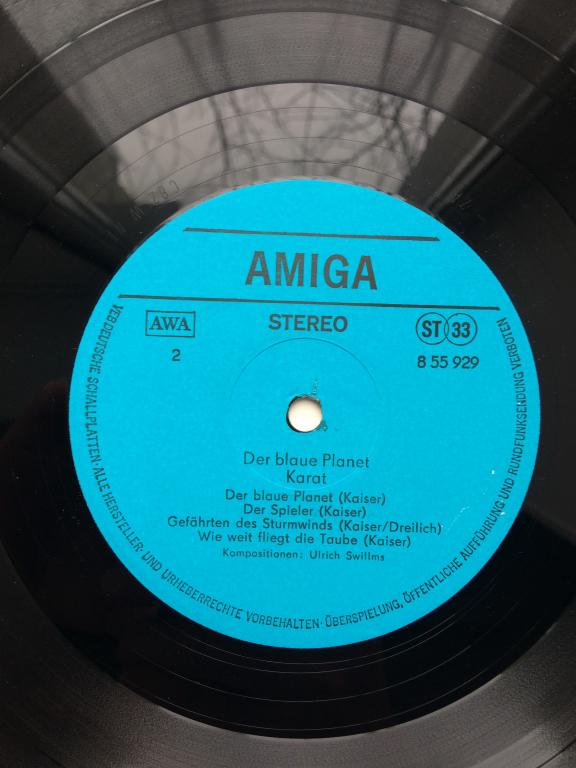 AMIGA
AWA
STEREO
ST 33
2
8 55 929
Der blaue Planet
Karat
Der blaue Planet (Kaiser)
Der Spieler (Kaiser)
Gefährten des Sturmwinds (Kaiser/Dreilich)
Wie weit fliegt die Taube (Kaiser)
Kompositionen: Ulrich Swillms
VEB DEUTSCHE SCHALLPLATTEN · ALLE HERSTELLER- UND URHEBERRECHTE VORBEHALTEN · ÜBERSPIELUNG, ÖFFENTLICHE AUFFÜHRUNG UND RUNDFUNKSENDUNG VERBOTEN